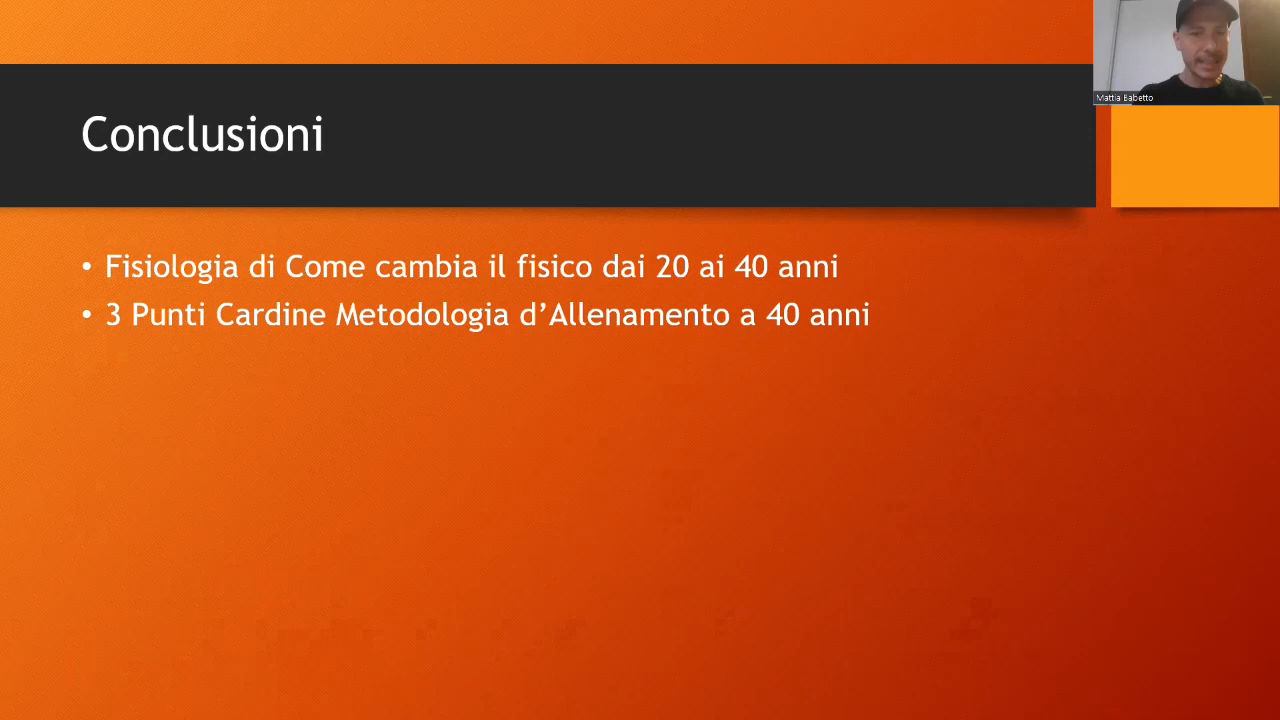 Mattia Babetto
Conclusioni
• Fisiologia di Come cambia il fisico dai 20 ai 40 anni
• 3 Punti Cardine Metodologia d’Allenamento a 40 anni